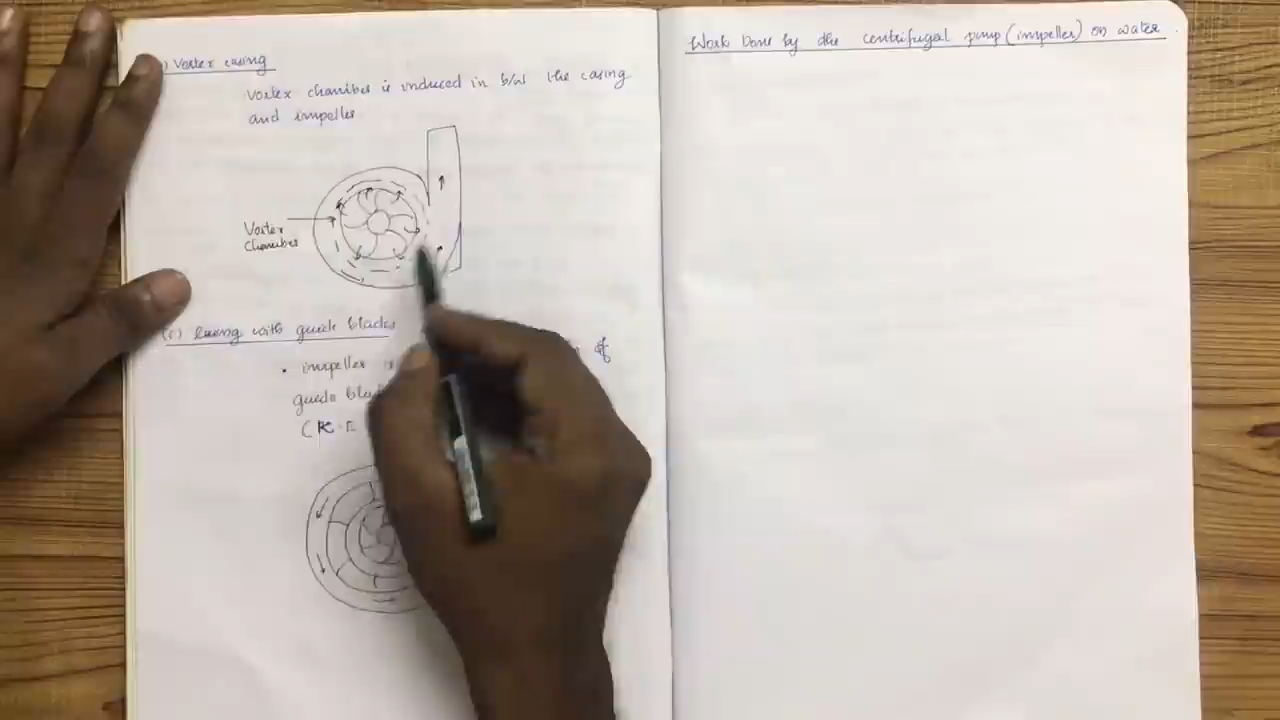 ) Vortex casing
Vortex chamber is induced in b/w the casing
and impeller
Vortex
Chamber
(c) Casing with guide blades
• impeller
of
guide
(K.E
Work Done by the centrifugal pump (impeller) on water.